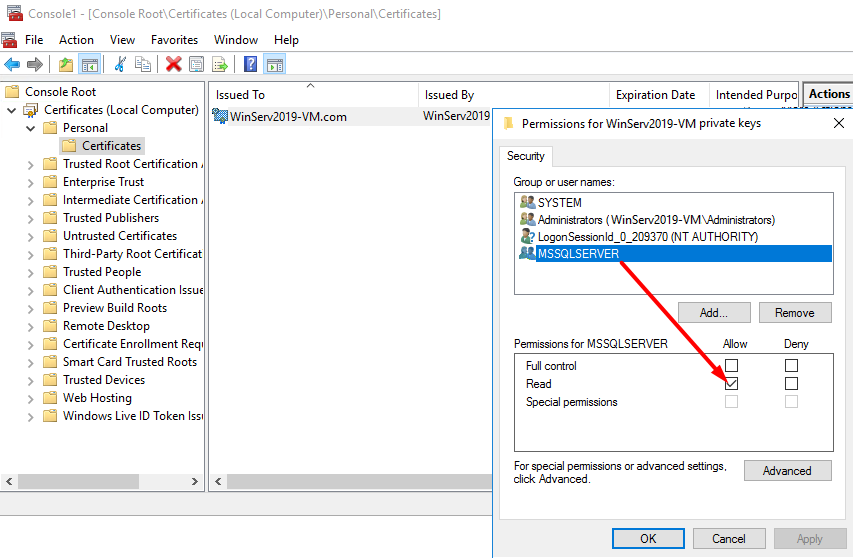 Console1 - [Console Root\Certificates (Local Computer)\Personal\Certificates]
File Action View Favorites Window Help
Console Root
Certificates (Local Computer)
Personal
Certificates
Trusted Root Certification
Enterprise Trust
Intermediate Certification
Trusted Publishers
Untrusted Certificates
Third-Party Root Certificat
Trusted People
Client Authentication Issue
Preview Build Roots
Remote Desktop
Certificate Enrollment Requ
Smart Card Trusted Roots
Trusted Devices
Web Hosting
Windows Live ID Token Issu
Issued To Issued By Expiration Date Intended Purpo
WinServ2019-VM.com WinServ2019
Actions
Permissions for WinServ2019-VM private keys
Security
Group or user names:
SYSTEM
Administrators (WinServ2019-VM\Administrators)
LogonSessionId_0_209370 (NT AUTHORITY)
MSSQLSERVER
Add... Remove
Permissions for MSSQLSERVER Allow Deny
Full control
Read
Special permissions
For special permissions or advanced settings,
click Advanced.
Advanced
OK Cancel Apply